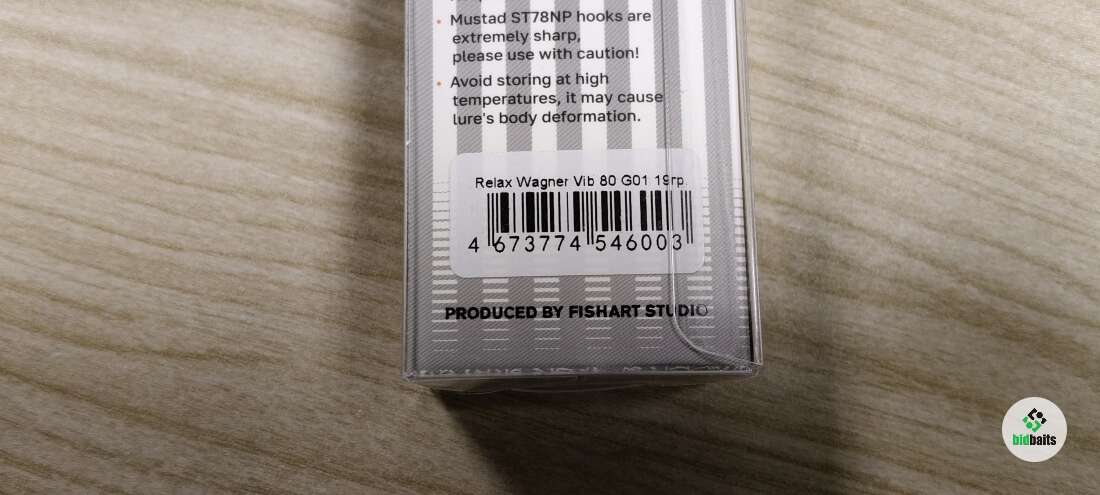 • Mustad ST78NP hooks are
extremely sharp,
please use with caution!
• Avoid storing at high
temperatures, it may cause
lure's body deformation.
Relax Wagner Vib 80 G01 19гр.
4 673774 546003
PRODUCED BY FISHART STUDIO
bidbaits